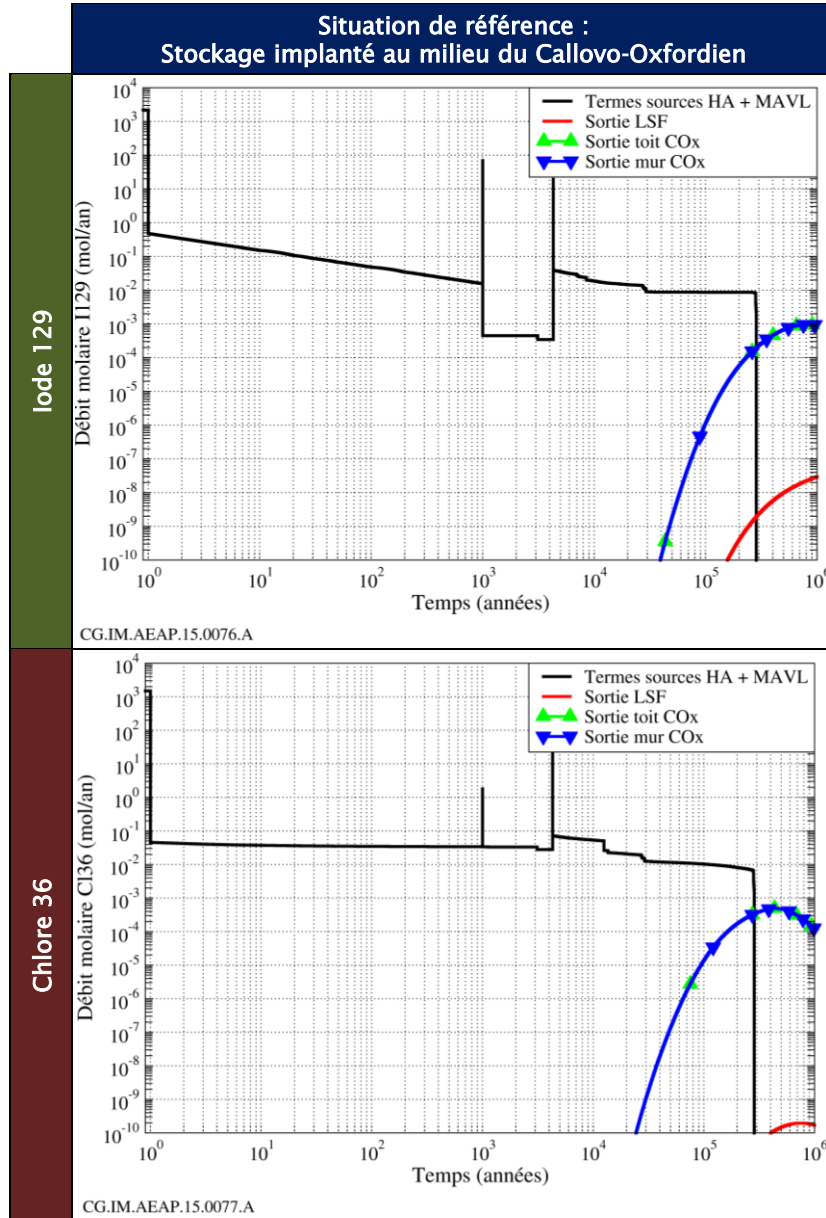 Situation de référence :
Stockage implanté au milieu du Callovo-Oxfordien
Iode 129
Débit molaire I129 (mol/an)
10^4
10^3
10^2
10^1
10^0
10^-1
10^-2
10^-3
10^-4
10^-5
10^-6
10^-7
10^-8
10^-9
10^-10
Termes sources HA + MAVL
Sortie LSF
Sortie toit COx
Sortie mur COx
10^0 10^1 10^2 10^3 10^4 10^5 10^6
Temps (années)
CG.IM.AEAP.15.0076.A
Chlore 36
Débit molaire Cl36 (mol/an)
10^4
10^3
10^2
10^1
10^0
10^-1
10^-2
10^-3
10^-4
10^-5
10^-6
10^-7
10^-8
10^-9
10^-10
Termes sources HA + MAVL
Sortie LSF
Sortie toit COx
Sortie mur COx
10^0 10^1 10^2 10^3 10^4 10^5 10^6
Temps (années)
CG.IM.AEAP.15.0077.A